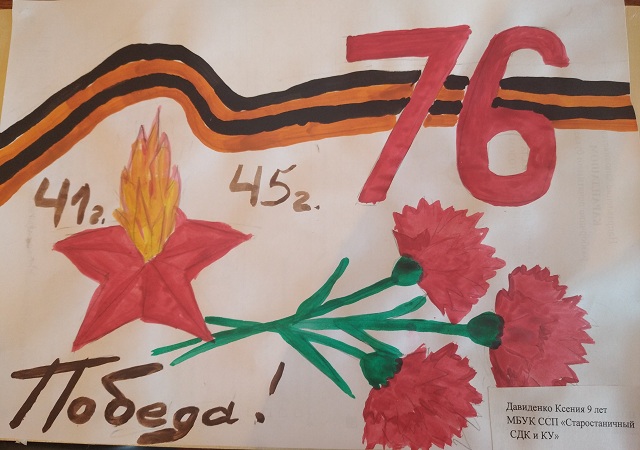 76
41г. 45г.
Победа!
Давиденко Ксения 9 лет
МБУК ССП «Старостаничный
СДК и КУ»